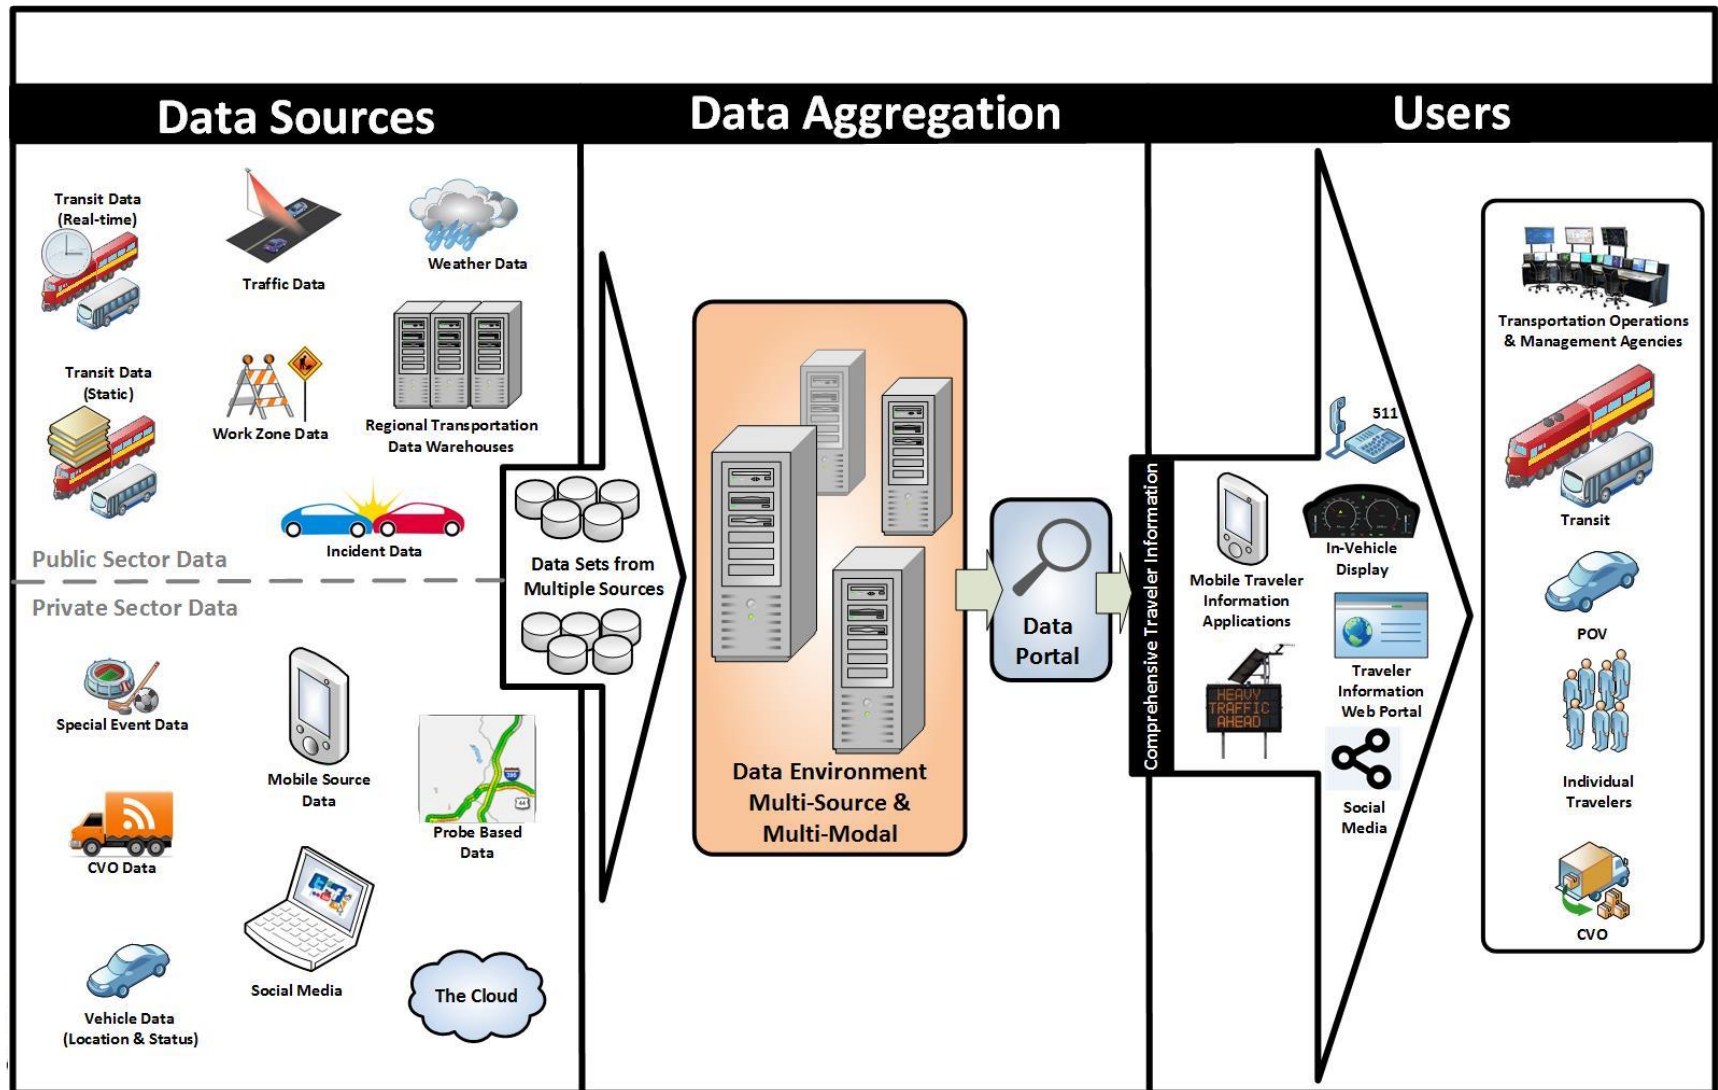 Data Sources
Data Aggregation
Users
Transit Data
(Real-time)
Traffic Data
Weather Data
Transit Data
(Static)
Work Zone Data
Regional Transportation
Data Warehouses
Incident Data
Public Sector Data
Private Sector Data
Special Event Data
Mobile Source
Data
Probe Based
Data
CVO Data
Social Media
The Cloud
Vehicle Data
(Location & Status)
Data Sets from
Multiple Sources
Data Environment
Multi-Source &
Multi-Modal
Data
Portal
Comprehensive Traveler Information
511
Mobile Traveler
Information
Applications
In-Vehicle
Display
HEAVY
TRAFFIC
AHEAD
Traveler
Information
Web Portal
Social
Media
Transportation Operations
& Management Agencies
Transit
POV
Individual
Travelers
CVO